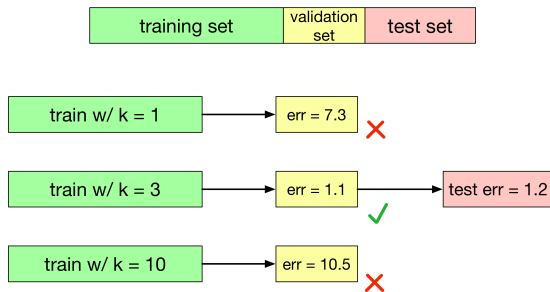 training set
validation
set
test set
train w/ k = 1
err = 7.3
train w/ k = 3
err = 1.1
test err = 1.2
train w/ k = 10
err = 10.5